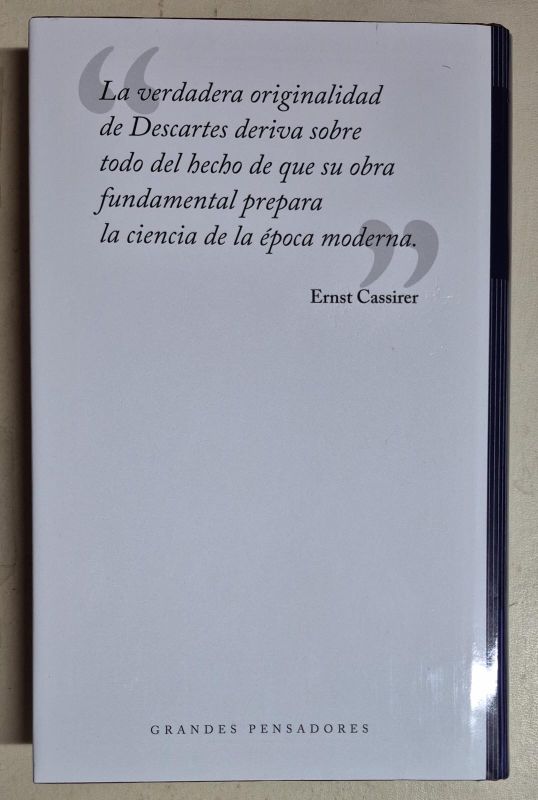 “La verdadera originalidad
de Descartes deriva sobre
todo del hecho de que su obra
fundamental prepara
la ciencia de la época moderna.”
Ernst Cassirer
GRANDES PENSADORES